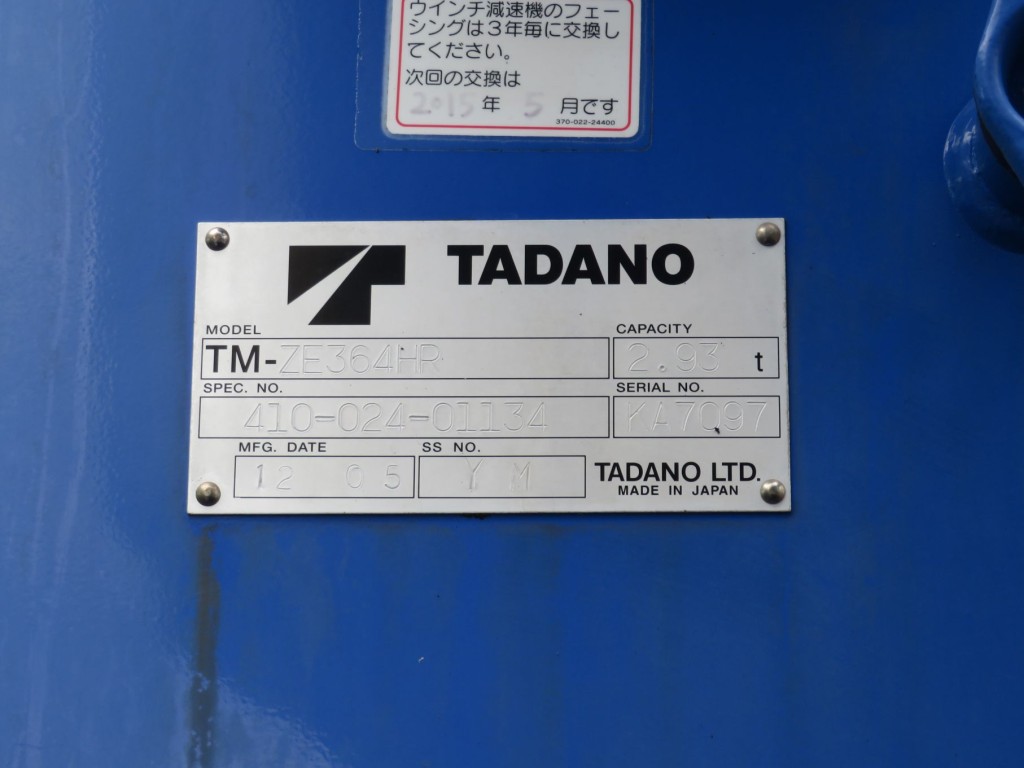 ウインチ減速機のフェー
シングは３年毎に交換し
てください。
次回の交換は
2015年 5 月です
370-022-24400
TADANO
MODEL
TM-ZE364HR
CAPACITY
2.93 t
SPEC. NO.
410-024-01134
SERIAL NO.
KA7097
MFG. DATE
12 05
SS NO.
YM
TADANO LTD.
MADE IN JAPAN